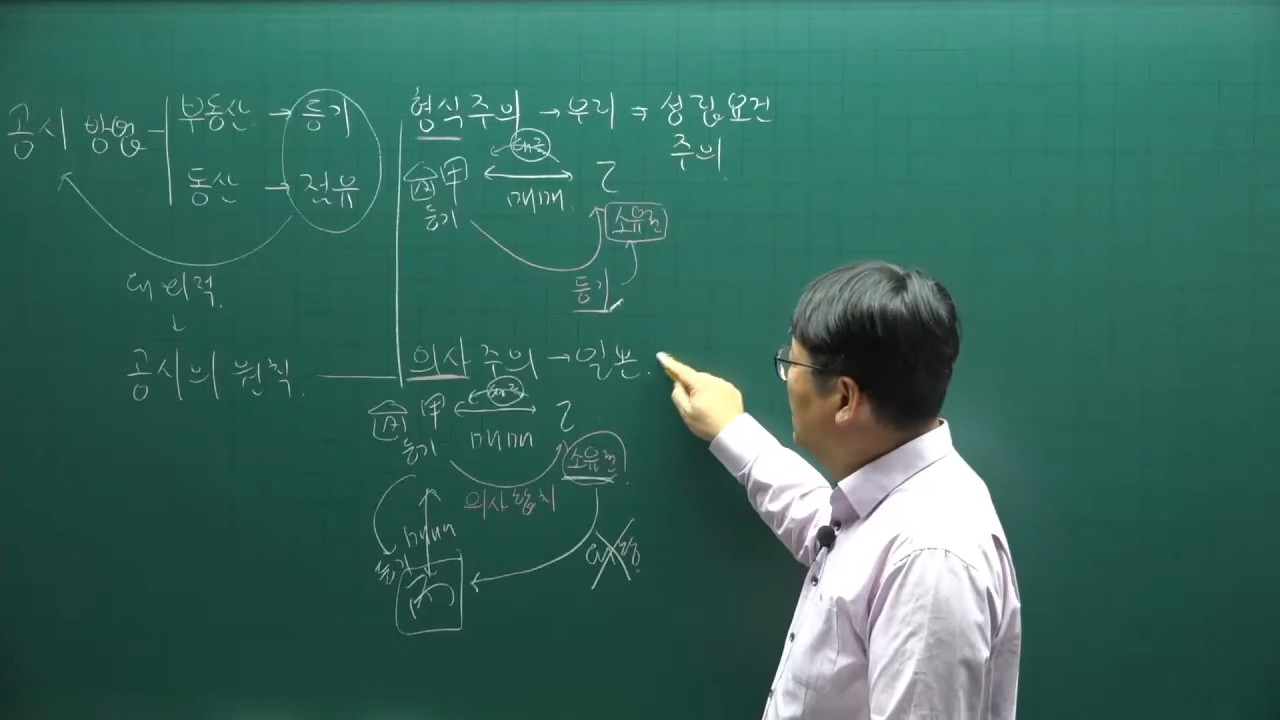 공시 방법
부동산 → 등기
동산 → 점유
대외적
↓
공시의 원칙
형식주의 → 우리 ⇒ 성립요건
주의
甲
乙
매매
등기
소유권
등기
의사주의 → 일본
甲
乙
매매
등기
소유권
의사합치
매매
등기
丙